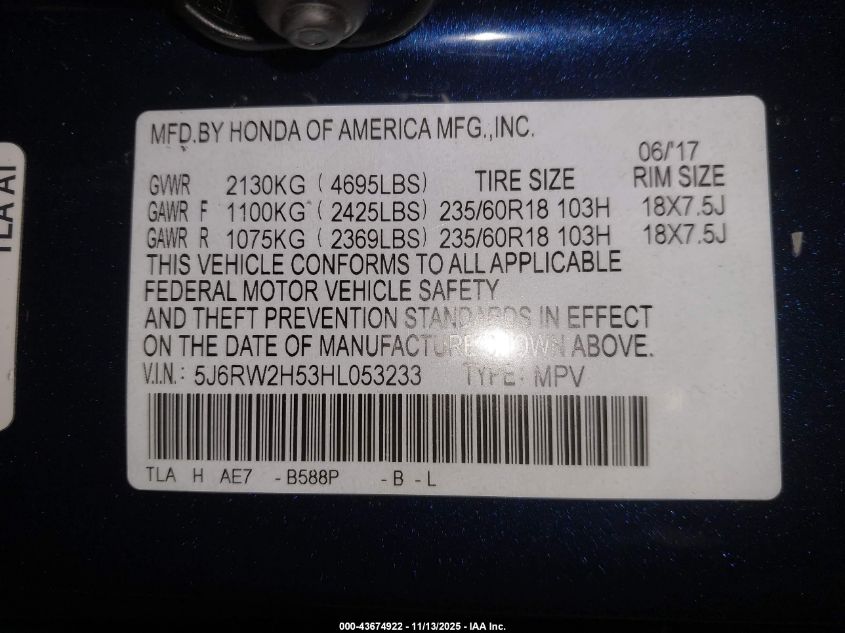 TLA AT
MFD.BY HONDA OF AMERICA MFG.,INC.
06/'17
GVWR 2130KG ( 4695LBS) TIRE SIZE RIM SIZE
GAWR F 1100KG ( 2425LBS) 235/60R18 103H 18X7.5J
GAWR R 1075KG ( 2369LBS) 235/60R18 103H 18X7.5J
THIS VEHICLE CONFORMS TO ALL APPLICABLE
FEDERAL MOTOR VEHICLE SAFETY
AND THEFT PREVENTION STANDARDS IN EFFECT
ON THE DATE OF MANUFACTURE SHOWN ABOVE.
V.I.N.: 5J6RW2H53HL053233 TYPE: MPV
TLA H AE7 -B588P -B -L
000-43674922 - 11/13/2025 - IAA Inc.